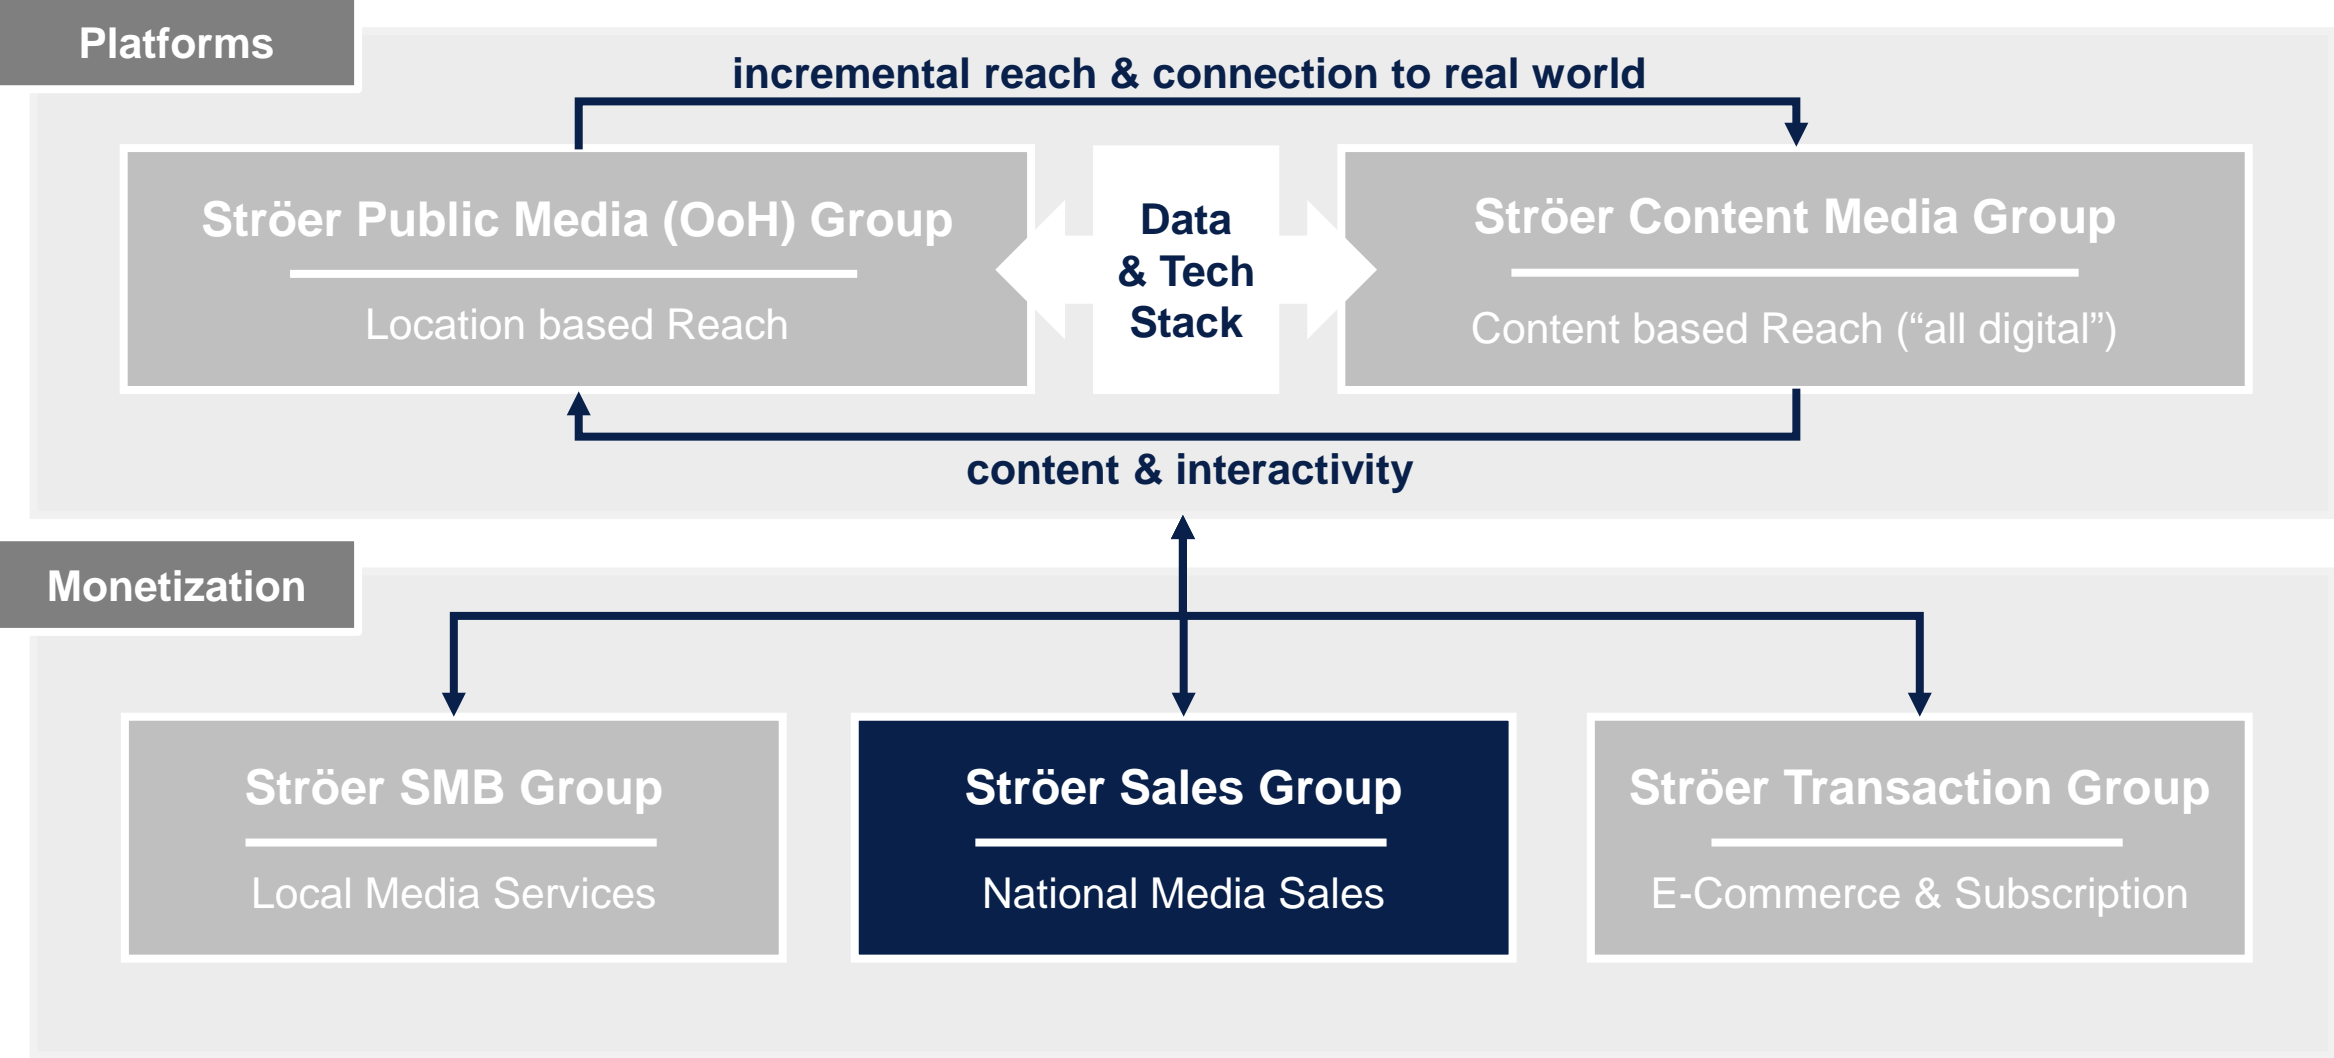 Platforms
incremental reach & connection to real world
Ströer Public Media (OoH) Group
Location based Reach
Data
& Tech
Stack
Ströer Content Media Group
Content based Reach (“all digital”)
content & interactivity
Monetization
Ströer SMB Group
Local Media Services
Ströer Sales Group
National Media Sales
Ströer Transaction Group
E-Commerce & Subscription